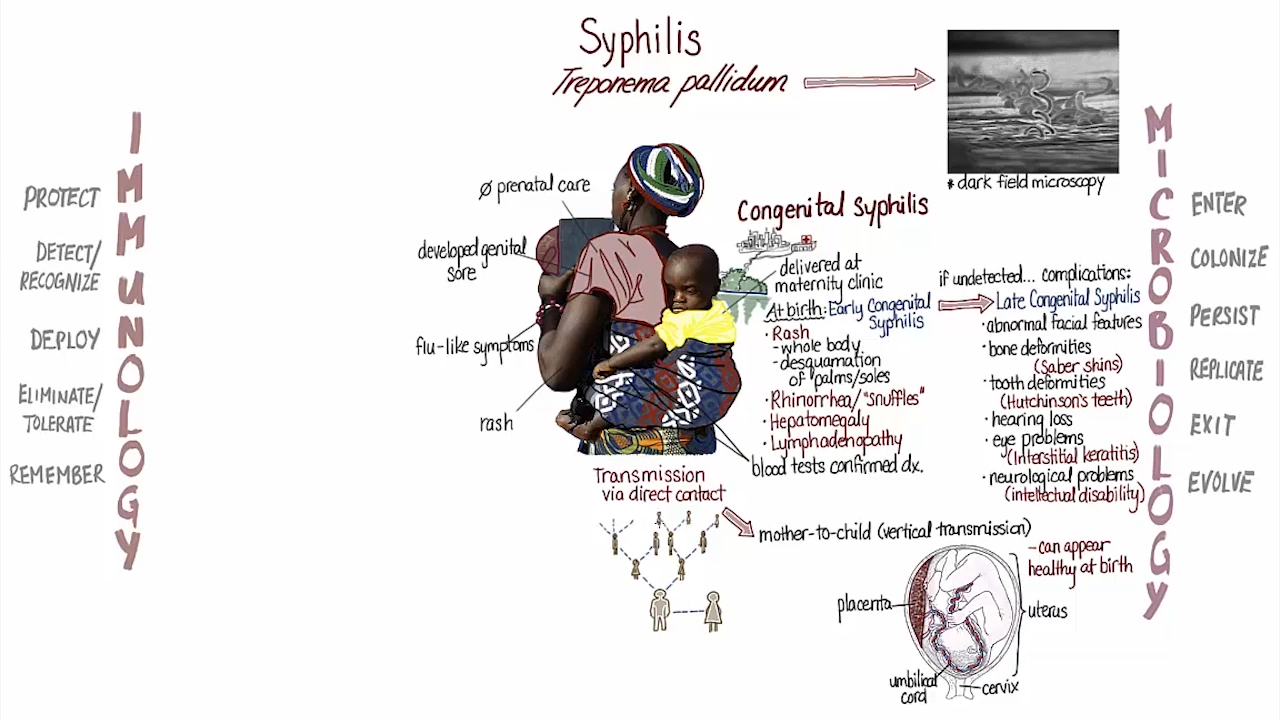 Syphilis
Treponema pallidum
* dark field microscopy
IMMUNOLOGY
PROTECT
DETECT/
RECOGNIZE
DEPLOY
ELIMINATE/
TOLERATE
REMEMBER
Ø prenatal care
developed genital
sore
flu-like symptoms
rash
Congenital Syphilis
delivered at
maternity clinic
At birth: Early Congenital
Syphilis
· Rash
- whole body
- desquamation
of palms/soles
· Rhinorrhea/"snuffles"
· Hepatomegaly
· Lymphadenopathy
blood tests confirmed dx.
if undetected... complications:
Late Congenital Syphilis
· abnormal facial features
· bone deformities
(Saber shins)
· tooth deformities
(Hutchinson's teeth)
· hearing loss
· eye problems
(Interstitial keratitis)
· neurological problems
(intellectual disability)
Transmission
via direct contact
mother-to-child (vertical transmission)
- can appear
healthy at birth
placenta
uterus
umbilical
cord
cervix
MICROBIOLOGY
ENTER
COLONIZE
PERSIST
REPLICATE
EXIT
EVOLVE